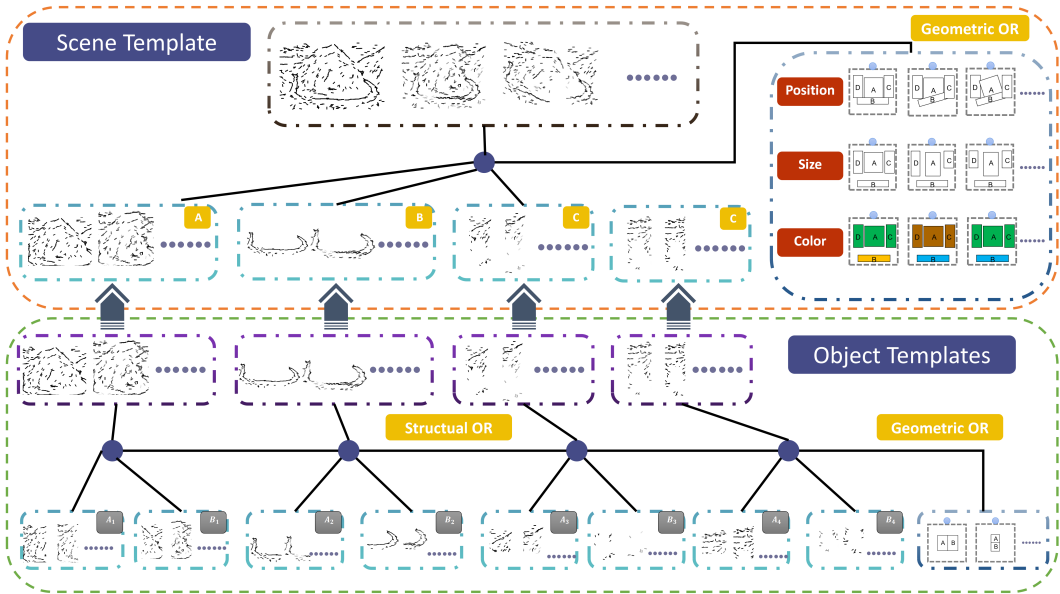 Scene Template
Geometric OR
Position
D A C B
D A C B
D A C B
Size
D A C B
D A C B
D A C B
A
B
C
C
Color
D A C B
D A C B
D A C B
Object Templates
Structual OR
Geometric OR
A1
B1
A2
B2
A3
B3
A4
B4
A B
A
B